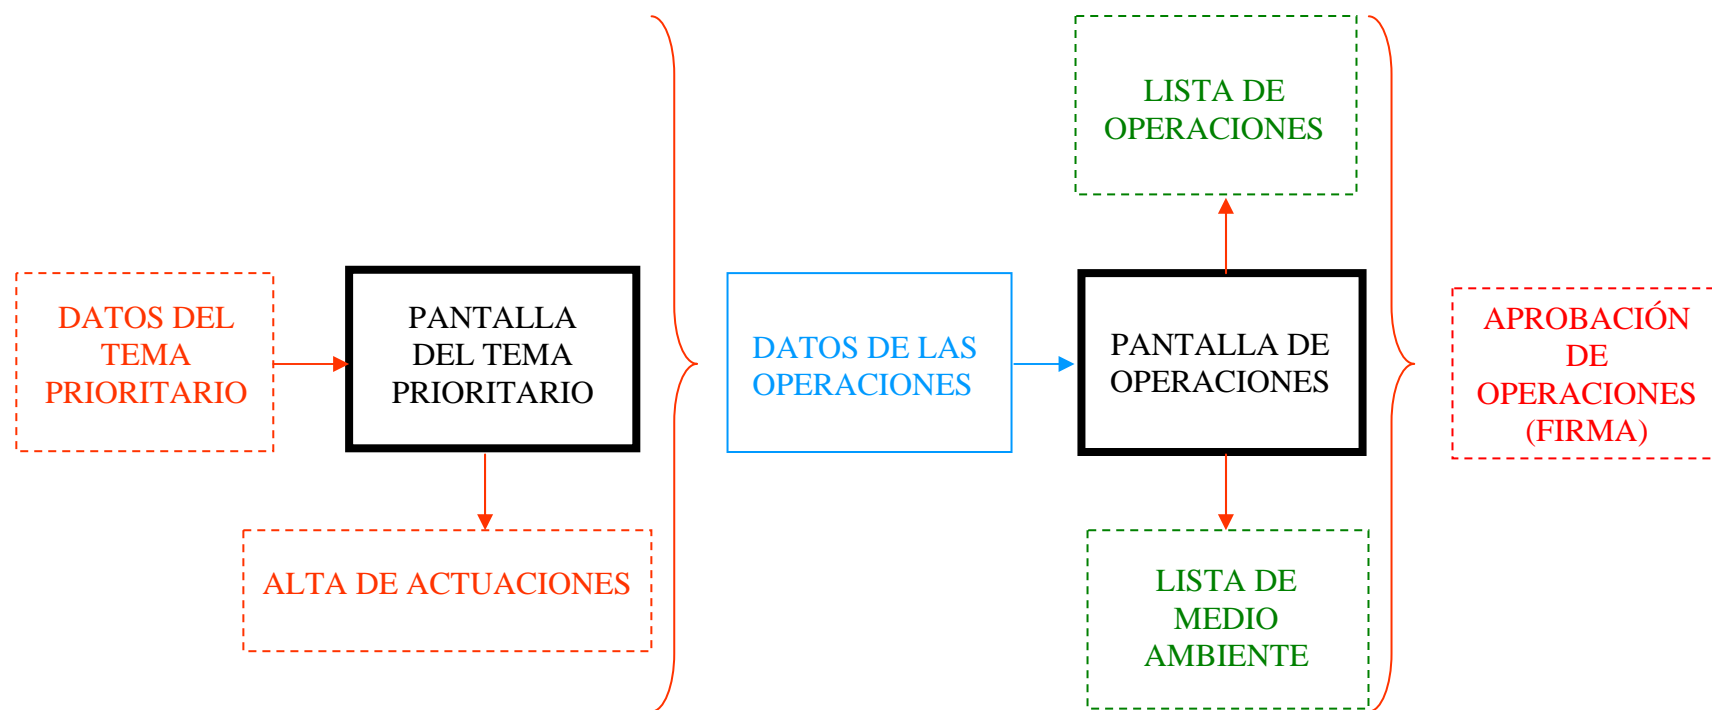 DATOS DEL
TEMA
PRIORITARIO
PANTALLA
DEL TEMA
PRIORITARIO
ALTA DE ACTUACIONES
DATOS DE LAS
OPERACIONES
LISTA DE
OPERACIONES
PANTALLA DE
OPERACIONES
LISTA DE
MEDIO
AMBIENTE
APROBACIÓN
DE
OPERACIONES
(FIRMA)